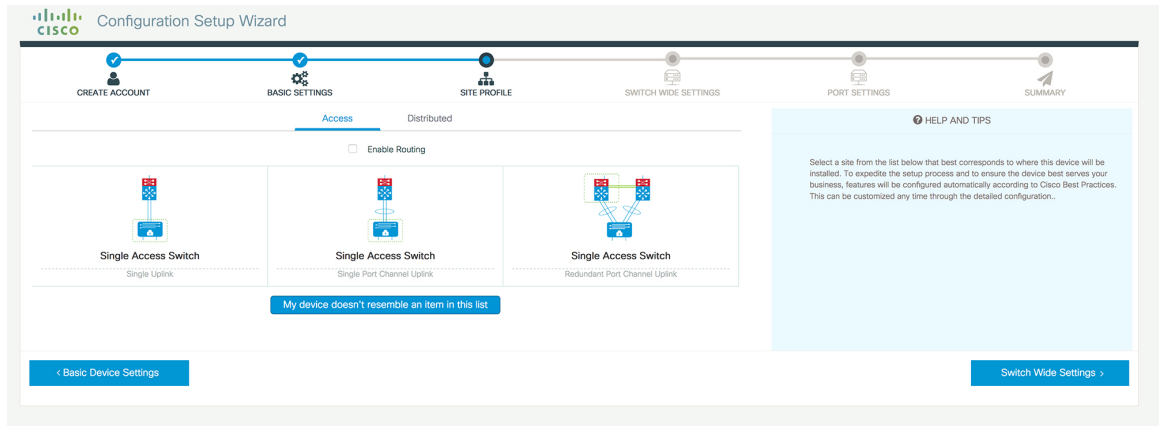 CISCO Configuration Setup Wizard
CREATE ACCOUNT BASIC SETTINGS SITE PROFILE SWITCH WIDE SETTINGS PORT SETTINGS SUMMARY
Access Distributed
Enable Routing
Single Access Switch
Single Uplink
Single Access Switch
Single Port Channel Uplink
Single Access Switch
Redundant Port Channel Uplink
My device doesn't resemble an item in this list
HELP AND TIPS
Select a site from the list below that best corresponds to where this device will be
installed. To expedite the setup process and to ensure the device best serves your
business, features will be configured automatically according to Cisco Best Practices.
This can be customized any time through the detailed configuration..
< Basic Device Settings
Switch Wide Settings >